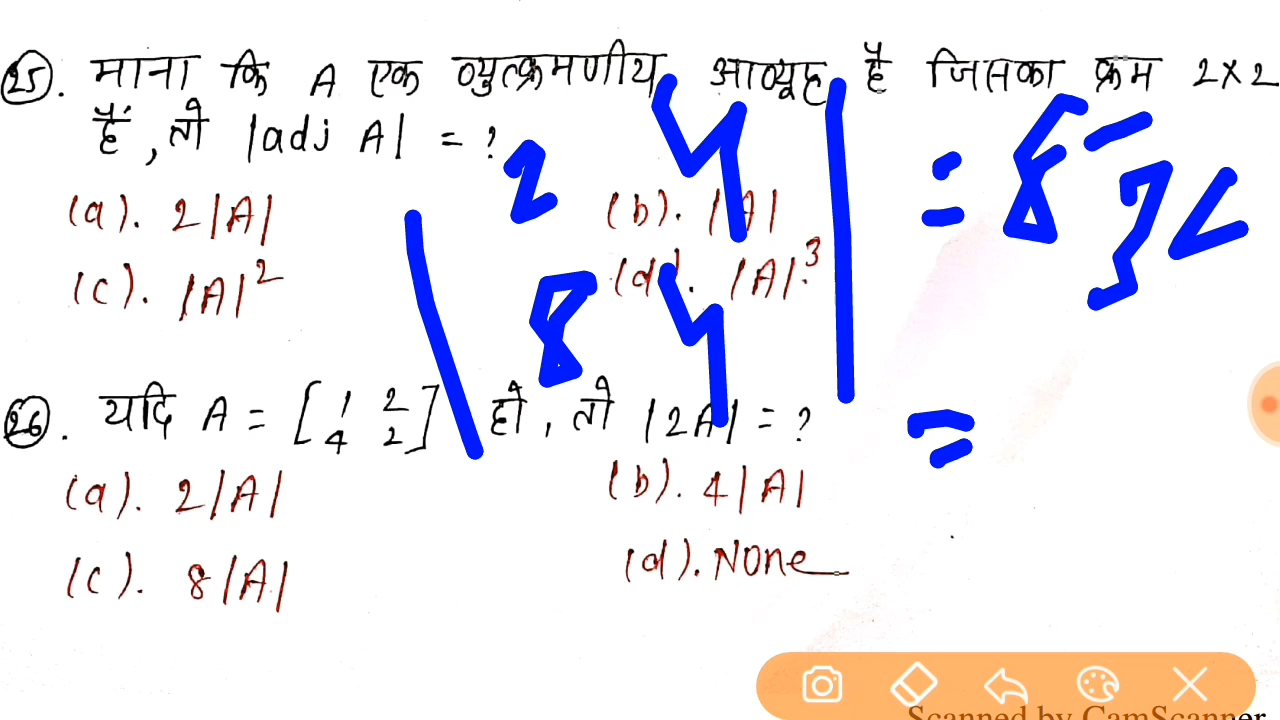 25. माना कि A एक व्युत्क्रमणीय आव्यूह है जिसका क्रम 2×2
हैं, तो |adj A| = ?
(a). 2|A| (b). |A|
(c). |A|² (d). |A|³.
| 2 4 | = 8 - 32
| 8 4 | =
26. यदि A = [1 2
4 2] हो, तो |2A| = ?
(a). 2|A| (b). 4|A|
(c). 8|A| (d). None
Scanned by CamScanner